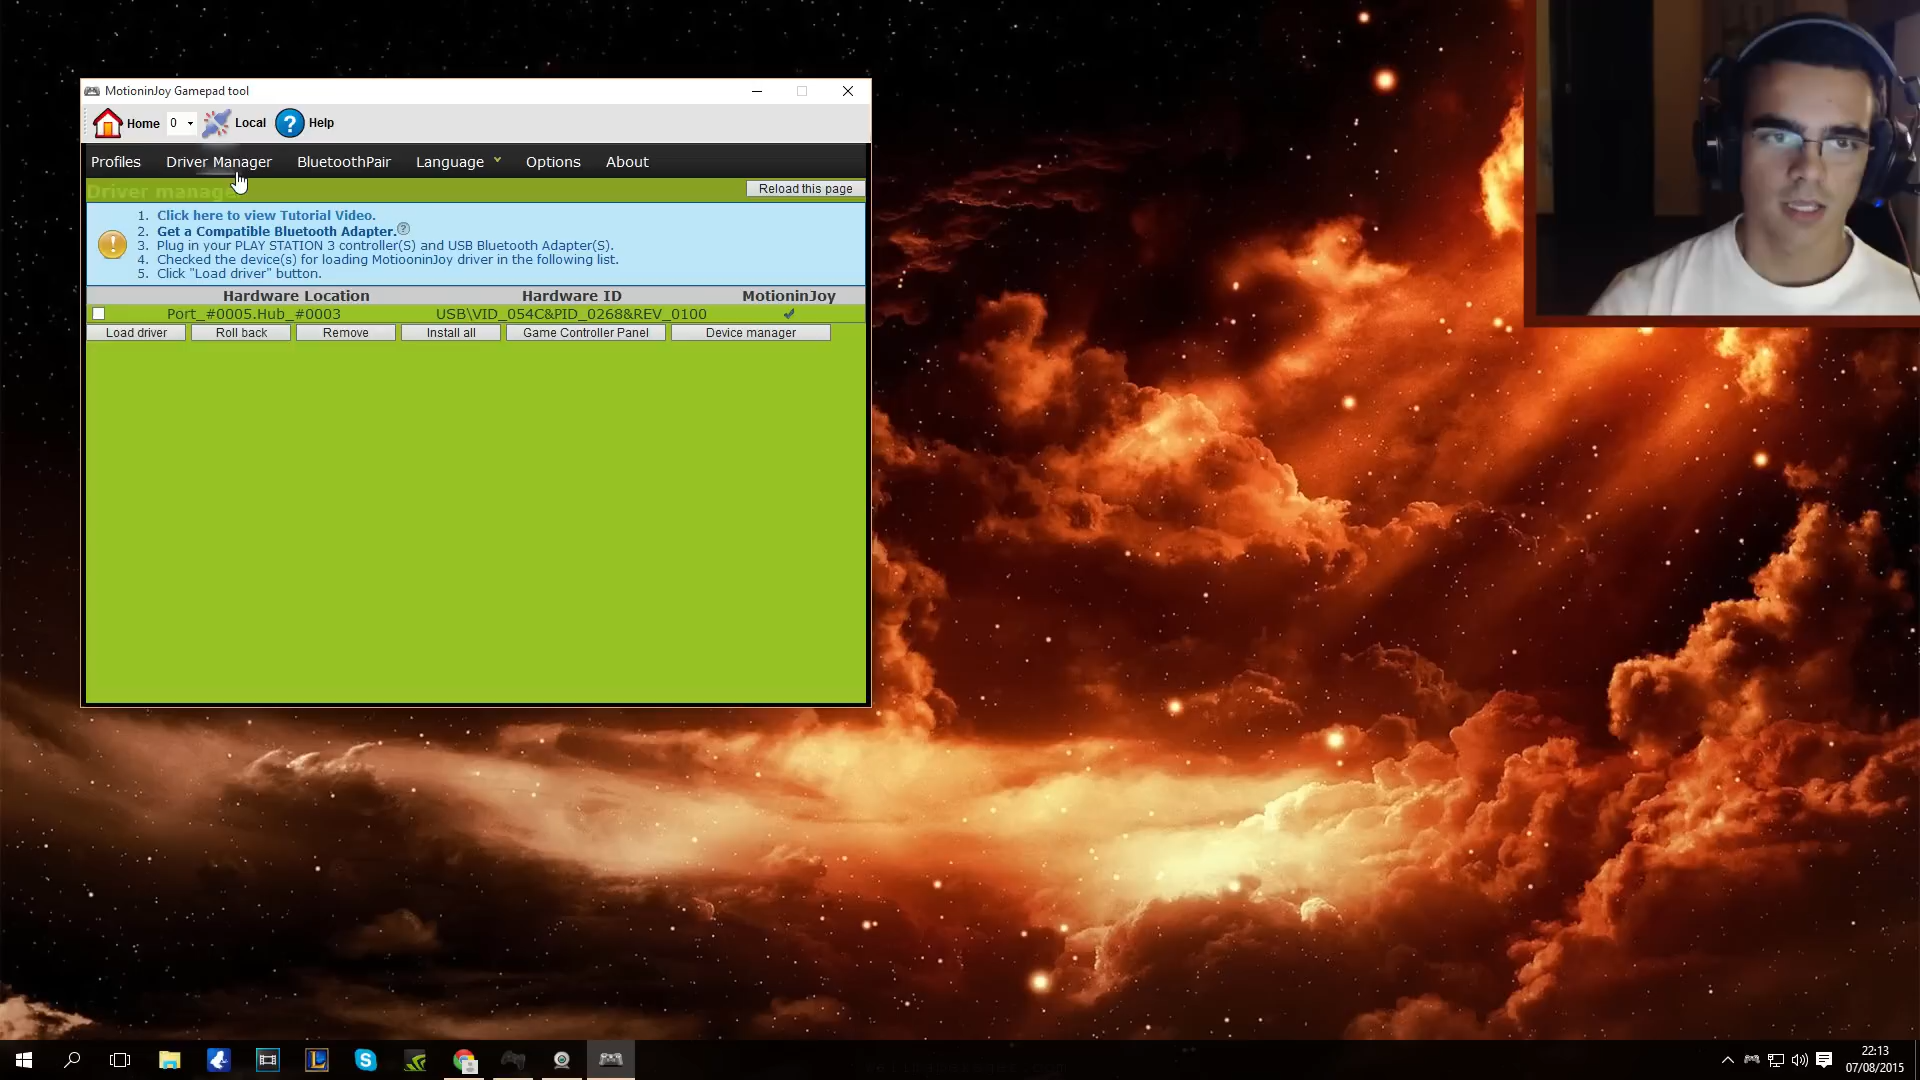 MotioninJoy Gamepad tool
Home 0 Local Help
Profiles Driver Manager BluetoothPair Language Options About
Driver manage
Reload this page
1. Click here to view Tutorial Video.
2. Get a Compatible Bluetooth Adapter.
3. Plug in your PLAY STATION 3 controller(S) and USB Bluetooth Adapter(S).
4. Checked the device(s) for loading MotiooninJoy driver in the following list.
5. Click "Load driver" button.
Hardware Location Hardware ID MotioninJoy
Port_#0005.Hub_#0003 USB\VID_054C&PID_0268&REV_0100
Load driver Roll back Remove Install all Game Controller Panel Device manager
22:13
07/08/2015